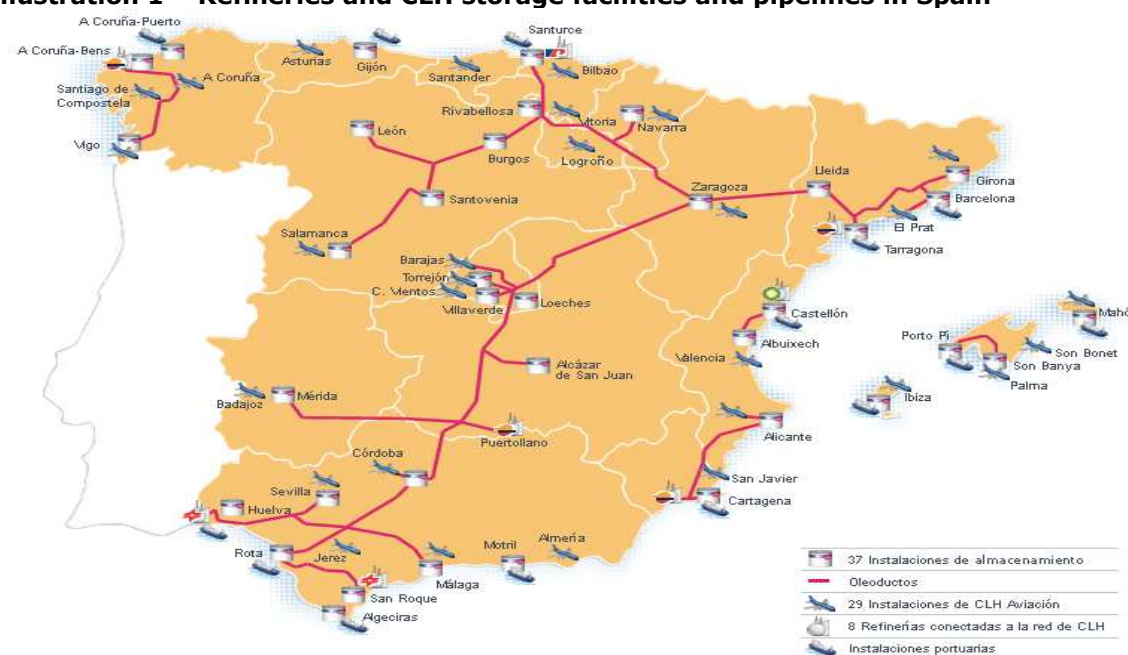 Illustration 1 – Refineries and CLH storage facilities and pipelines in Spain
A Coruña-Puerto
A Coruña-Bens
A Coruña
Santiago de
Compostela
Vigo
Asturias
Gijón
Santander
Santurce
Bilbao
Rivabellosa
Vitoria
Navarra
León
Burgos
Logroño
Santovenia
Salamanca
Zaragoza
Lleida
Girona
Barcelona
El Prat
Tarragona
Barajas
Torrejón
C. Vientos
Villaverde
Loeches
Castellón
Albuixech
Valencia
Alcázar
de San Juan
Porto Pi
Mahó
Son Bonet
Son Banya
Palma
Ibiza
Mérida
Badajoz
Puertollano
Alicante
San Javier
Cartagena
Córdoba
Sevilla
Huelva
Rota
Jerez
Málaga
Motril
Almería
San Roque
Algeciras
37 Instalaciones de almacenamiento
Oleoductos
29 Instalaciones de CLH Aviación
8 Refinerías conectadas a la red de CLH
Instalaciones portuarias